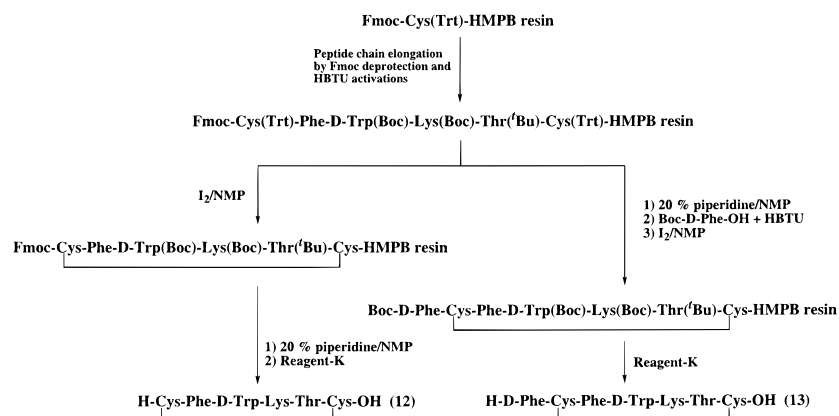 Fmoc-Cys(Trt)-HMPB resin
Peptide chain elongation
by Fmoc deprotection and
HBTU activations
Fmoc-Cys(Trt)-Phe-D-Trp(Boc)-Lys(Boc)-Thr(ᵗBu)-Cys(Trt)-HMPB resin
I₂/NMP
1) 20 % piperidine/NMP
2) Boc-D-Phe-OH + HBTU
3) I₂/NMP
Fmoc-Cys-Phe-D-Trp(Boc)-Lys(Boc)-Thr(ᵗBu)-Cys-HMPB resin
Boc-D-Phe-Cys-Phe-D-Trp(Boc)-Lys(Boc)-Thr(ᵗBu)-Cys-HMPB resin
1) 20 % piperidine/NMP
2) Reagent-K
Reagent-K
H-Cys-Phe-D-Trp-Lys-Thr-Cys-OH (12)
H-D-Phe-Cys-Phe-D-Trp-Lys-Thr-Cys-OH (13)